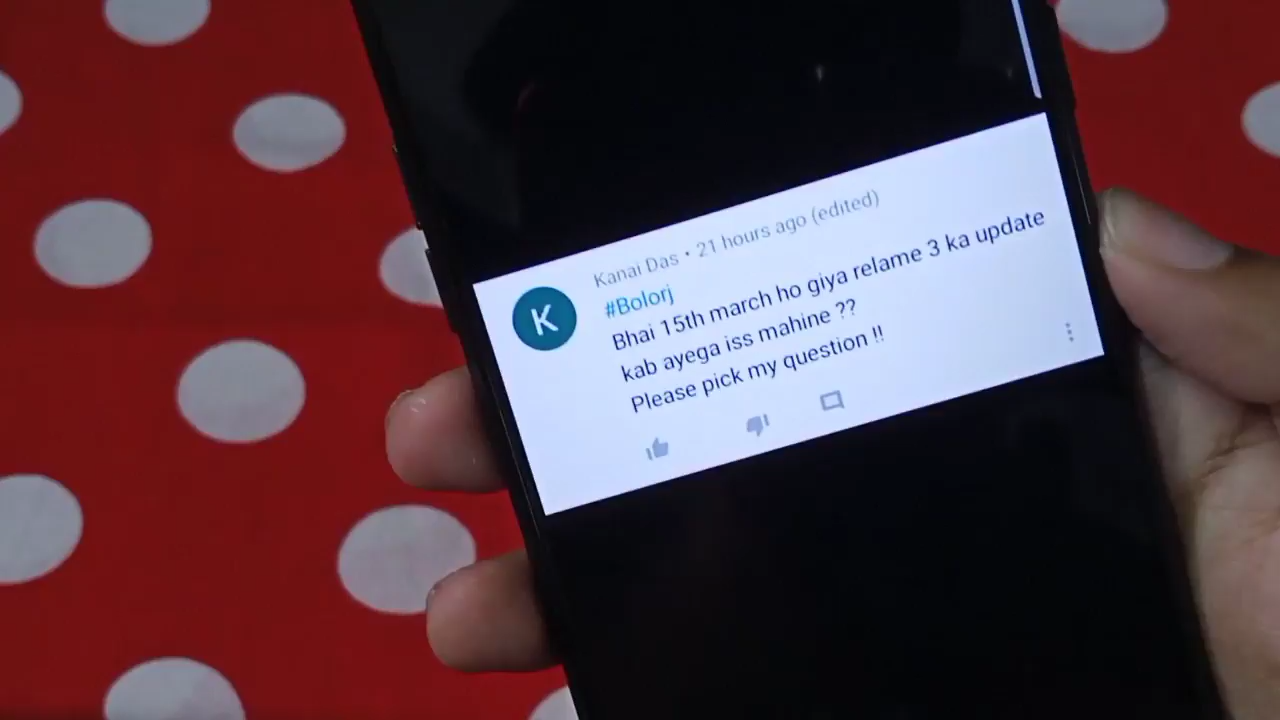 Kanai Das • 21 hours ago (edited)
K
#Bolorj
Bhai 15th march ho giya relame 3 ka update
kab ayega iss mahine ??
Please pick my question !!